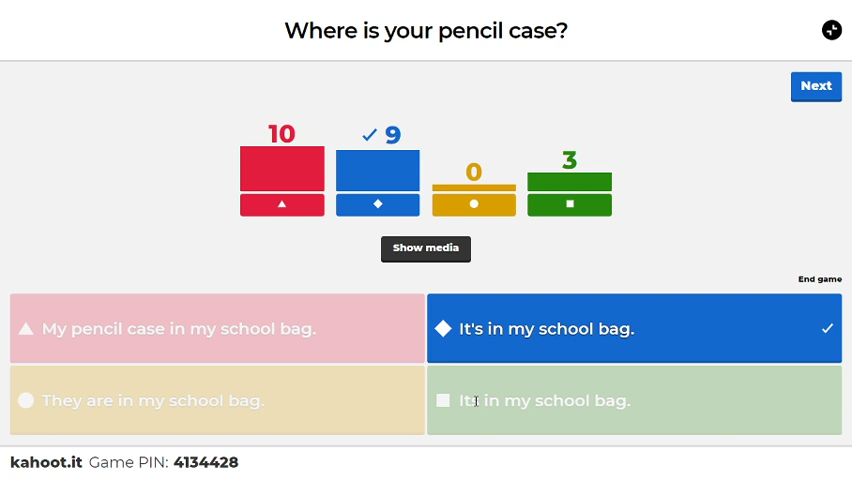 Where is your pencil case?
Next
10
9
0
3
Show media
End game
My pencil case in my school bag.
It's in my school bag.
They are in my school bag.
Its in my school bag.
kahoot.it Game PIN: 4134428